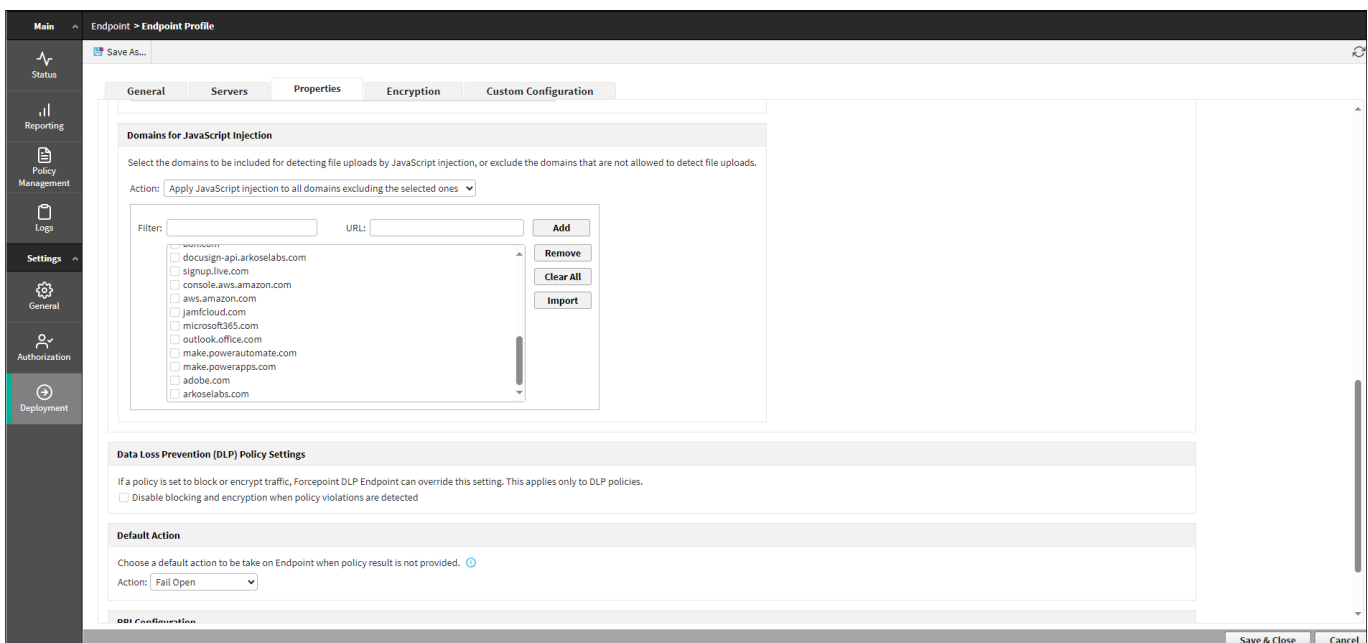 Main
Endpoint > Endpoint Profile
Save As...
Status
Reporting
Policy
Management
Logs
Settings
General
Authorization
Deployment
General
Servers
Properties
Encryption
Custom Configuration
Domains for JavaScript Injection
Select the domains to be included for detecting file uploads by JavaScript injection, or exclude the domains that are not allowed to detect file uploads.
Action: Apply JavaScript injection to all domains excluding the selected ones
Filter:
URL:
Add
Remove
Clear All
Import
docusign-api.arkoselabs.com
signup.live.com
console.aws.amazon.com
aws.amazon.com
jamfcloud.com
microsoft365.com
outlook.office.com
make.powerautomate.com
make.powerapps.com
adobe.com
arkoselabs.com
Data Loss Prevention (DLP) Policy Settings
If a policy is set to block or encrypt traffic, Forcepoint DLP Endpoint can override this setting. This applies only to DLP policies.
Disable blocking and encryption when policy violations are detected
Default Action
Choose a default action to be take on Endpoint when policy result is not provided.
Action: Fail Open
RBI Configuration
Save & Close
Cancel